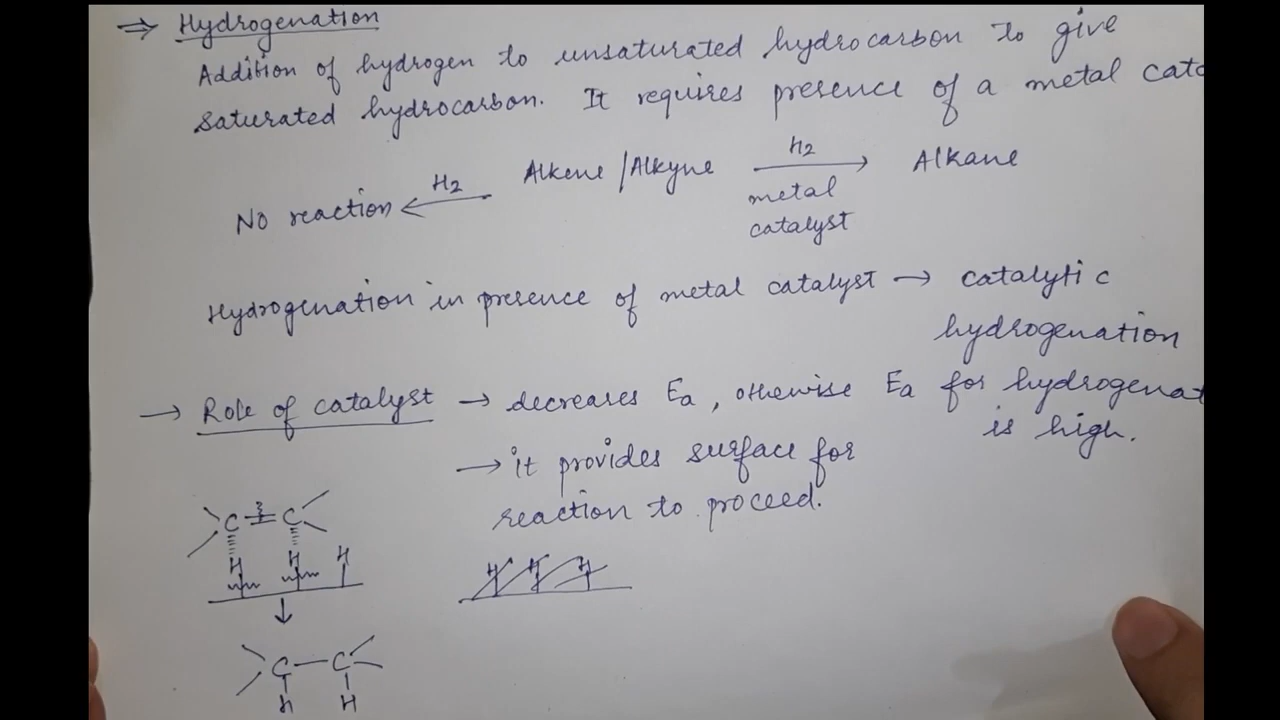 ⇒ Hydrogenation
Addition of hydrogen to unsaturated hydrocarbon to give
saturated hydrocarbon. It requires presence of a metal cata
No reaction ← H2 Alkene / Alkyne H2 → Alkane
metal
catalyst
Hydrogenation in presence of metal catalyst → catalytic
hydrogenation
→ Role of catalyst → decreases Ea, otherwise Ea for hydrogenat
is high.
→ it provides surface for
reaction to proceed.
C = C
H H H
H H H
↓
C — C
H H